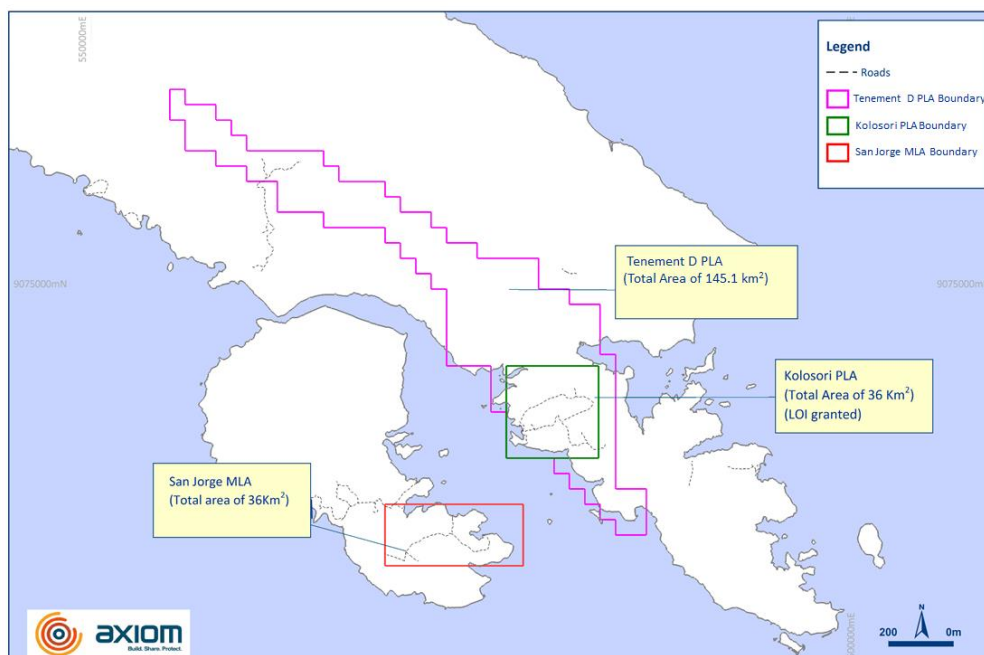 550000mE
Legend
Roads
Tenement D PLA Boundary
Kolosori PLA Boundary
San Jorge MLA Boundary
Tenement D PLA
(Total Area of 145.1 km²)
9075000mN
9075000mN
Kolosori PLA
(Total Area of 36 Km²)
(LOI granted)
San Jorge MLA
(Total area of 36Km²)
axiom
Build. Share. Protect.
N
200 0m